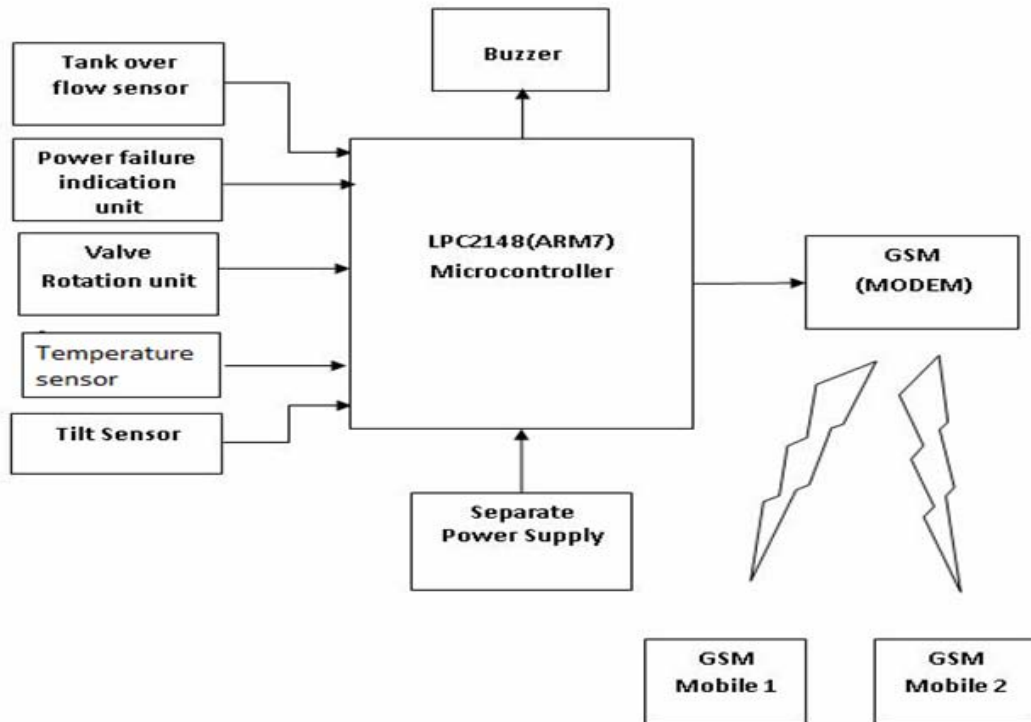 Tank over
flow sensor
Power failure
indication
unit
Valve
Rotation unit
Temperature
sensor
Tilt Sensor
Buzzer
LPC2148(ARM7)
Microcontroller
Separate
Power Supply
GSM
(MODEM)
GSM
Mobile 1
GSM
Mobile 2